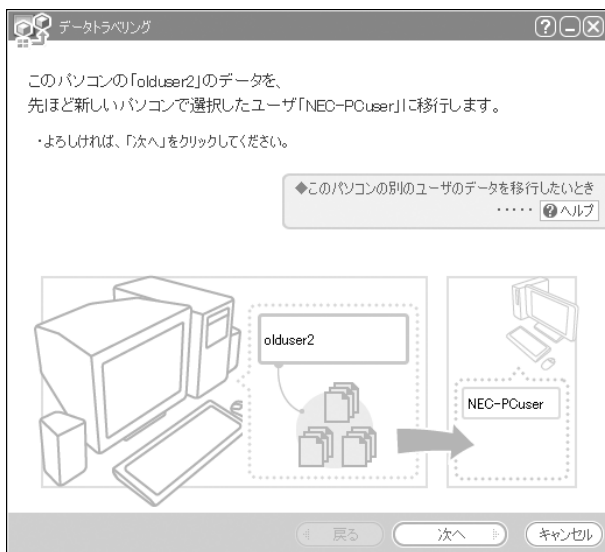 データトラベリング
このパソコンの「olduser2」のデータを、
先ほど新しいパソコンで選択したユーザ「NEC-PCuser」に移行します。
・よろしければ、「次へ」をクリックしてください。
◆このパソコンの別のユーザのデータを移行したいとき
・・・・・ ?ヘルプ
olduser2
NEC-PCuser
戻る 次へ キャンセル